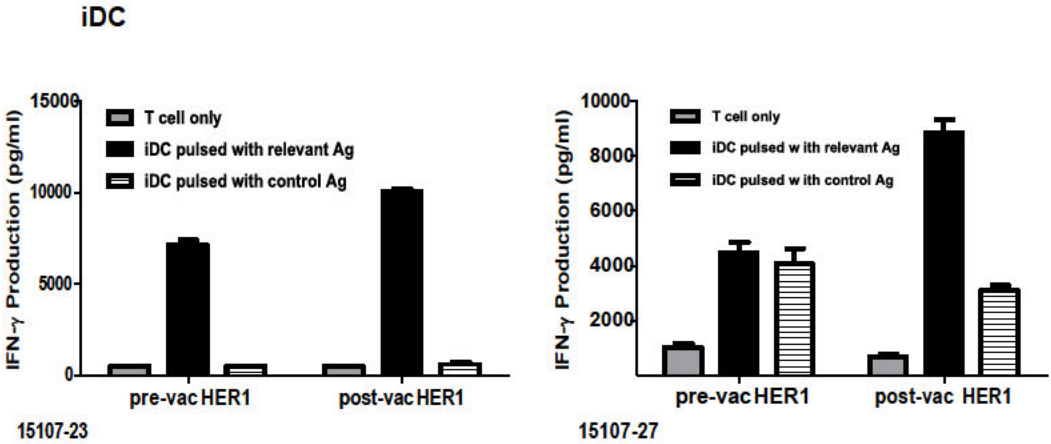 iDC
IFN-γ Production (pg/ml)
15000
10000
5000
0
T cell only
iDC pulsed with relevant Ag
iDC pulsed with control Ag
pre-vac HER1
post-vac HER1
15107-23
IFN-γ Production (pg/ml)
10000
8000
6000
4000
2000
T cell only
iDC pulsed w ith relevant Ag
iDC pulsed w ith control Ag
pre-vac HER1
post-vac HER1
15107-27